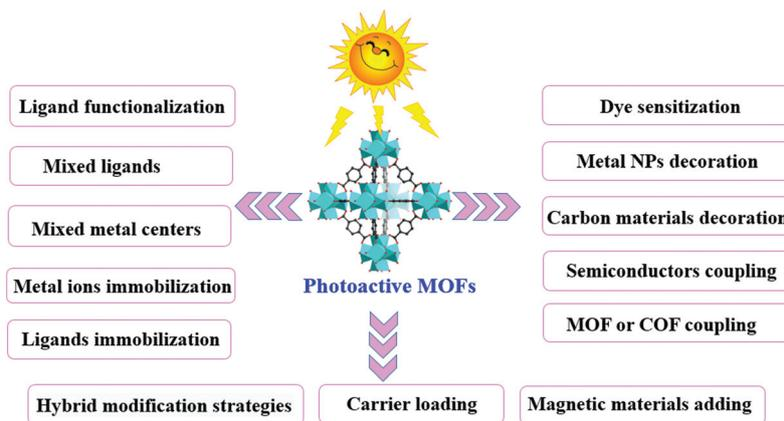 Ligand functionalization
Mixed ligands
Mixed metal centers
Metal ions immobilization
Ligands immobilization
Photoactive MOFs
Dye sensitization
Metal NPs decoration
Carbon materials decoration
Semiconductors coupling
MOF or COF coupling
Hybrid modification strategies
Carrier loading
Magnetic materials adding